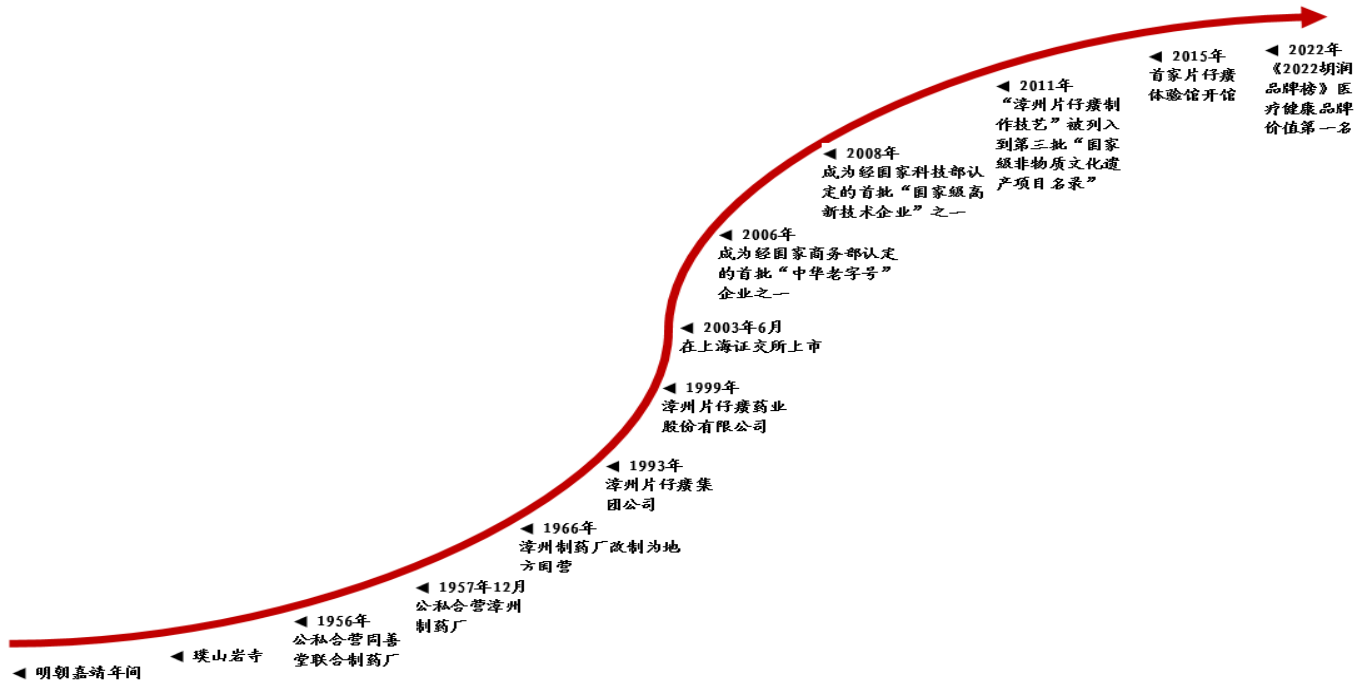 明朝嘉靖年间
璞山岩寺
1956年
公私合营同善
堂联合制药厂
1957年12月
公私合营漳州
制药厂
1966年
漳州制药厂改制为地
方国营
1993年
漳州片仔癀集
团公司
1999年
漳州片仔癀药业
股份有限公司
2003年6月
在上海证交所上市
2006年
成为经国家商务部认定
的首批“中华老字号”
企业之一
2008年
成为经国家科技部认
定的首批“国家级高
新技术企业”之一
2011年
“漳州片仔癀制
作技艺”被列入
到第三批“国家
级非物质文化遗
产项目名录”
2015年
首家片仔癀
体验馆开馆
2022年
《2022胡润
品牌榜》医
疗健康品牌
价值第一名